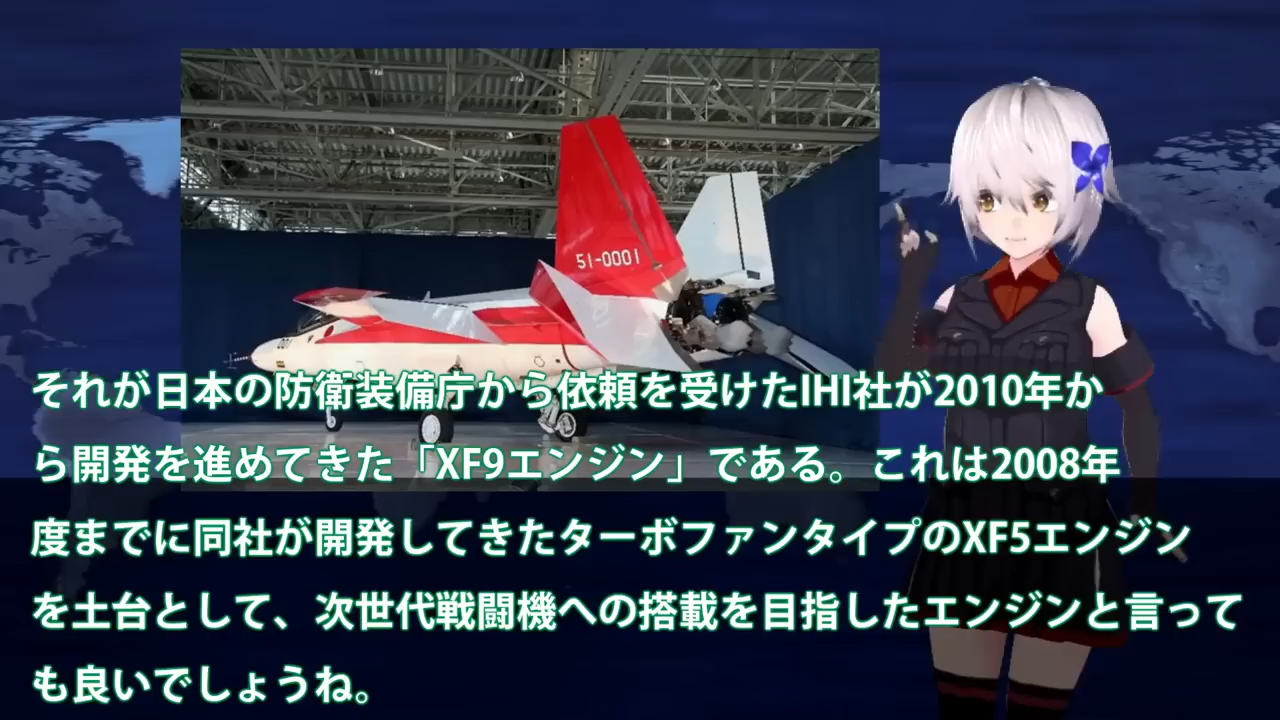 51-0001
それが日本の防衛装備庁から依頼を受けたIHI社が2010年か
ら開発を進めてきた「XF9エンジン」である。これは2008年
度までに同社が開発してきたターボファンタイプのXF5エンジン
を土台として、次世代戦闘機への搭載を目指したエンジンと言って
も良いでしょうね。